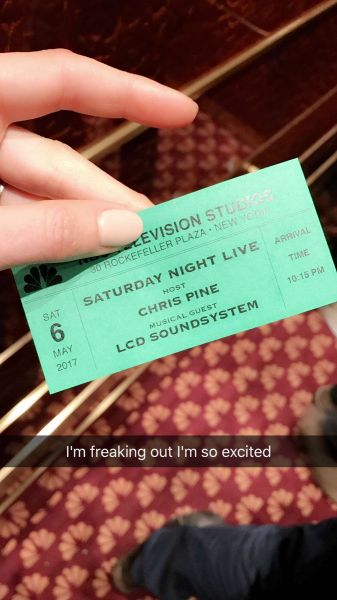 TELEVISION STUDIOS
30 ROCKEFELLER PLAZA • NEW YORK
SAT
6
MAY
2017
SATURDAY NIGHT LIVE
HOST
CHRIS PINE
MUSICAL GUEST
LCD SOUNDSYSTEM
ARRIVAL
TIME
10:15 PM
I'm freaking out I'm so excited